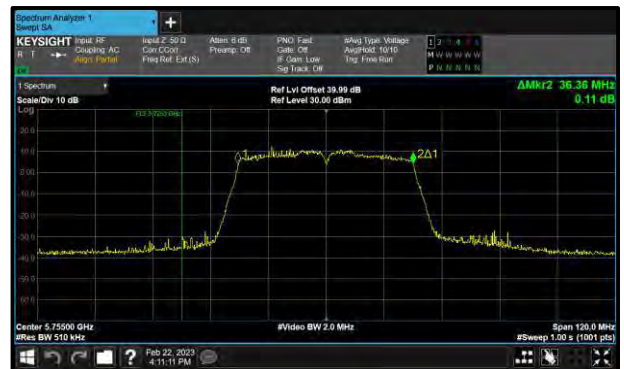 Spectrum Analyzer 1
Swept SA
+
KEYSIGHT Input: RF Input Z: 50 Ω Atten: 6 dB PNO: Fast #Avg Type: Voltage 1 2 3 4 5 6
R T Coupling: AC Corr CCorr Preamp: Off Gate: Off Avg|Hold: 10/10 M W W W W W
Align: Partial Freq Ref: Ext (S) IF Gain: Low Trig: Free Run P N N N N N
Sig Track: Off
1 Spectrum Ref Lvl Offset 39.99 dB ΔMkr2 36.36 MHz
Scale/Div 10 dB Ref Level 30.00 dBm 0.11 dB
Log
20.0
10.0
0.00
-10.0
-20.0
-30.0
-40.0
-50.0
-60.0
1
2Δ1
Center 5.75500 GHz #Video BW 2.0 MHz Span 120.0 MHz
#Res BW 510 kHz #Sweep 1.00 s (1001 pts)
? Feb 22, 2023
4:11:11 PM